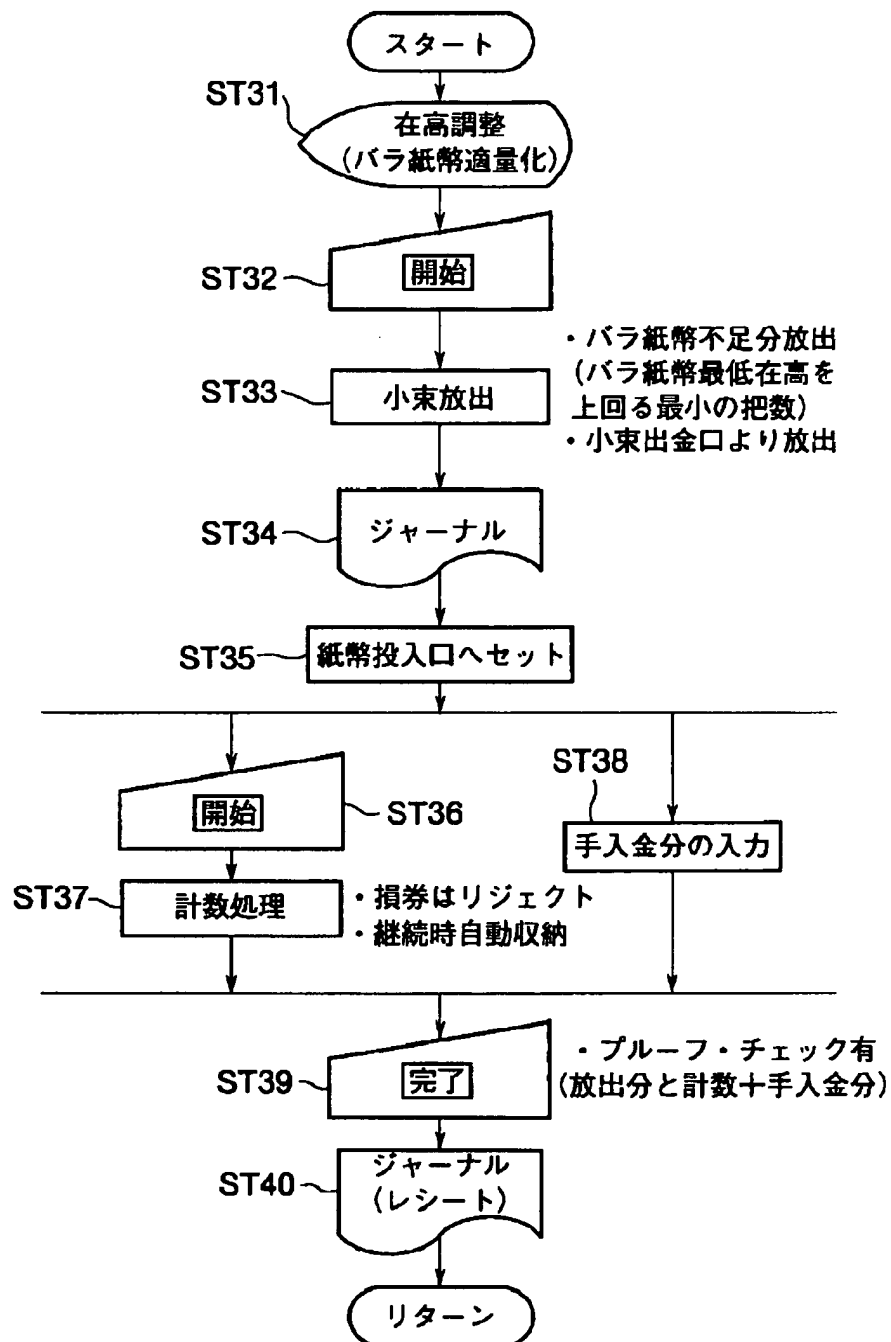 スタート
ST31
在高調整
(バラ紙幣適量化)
ST32
開始
ST33
小束放出
・バラ紙幣不足分放出
(バラ紙幣最低在高を
上回る最小の把数)
・小束出金口より放出
ST34
ジャーナル
ST35
紙幣投入口へセット
開始
ST36
ST37
計数処理
・損券はリジェクト
・継続時自動収納
ST38
手入金分の入力
ST39
完了
・プルーフ・チェック有
(放出分と計数+手入金分)
ST40
ジャーナル
(レシート)
リターン